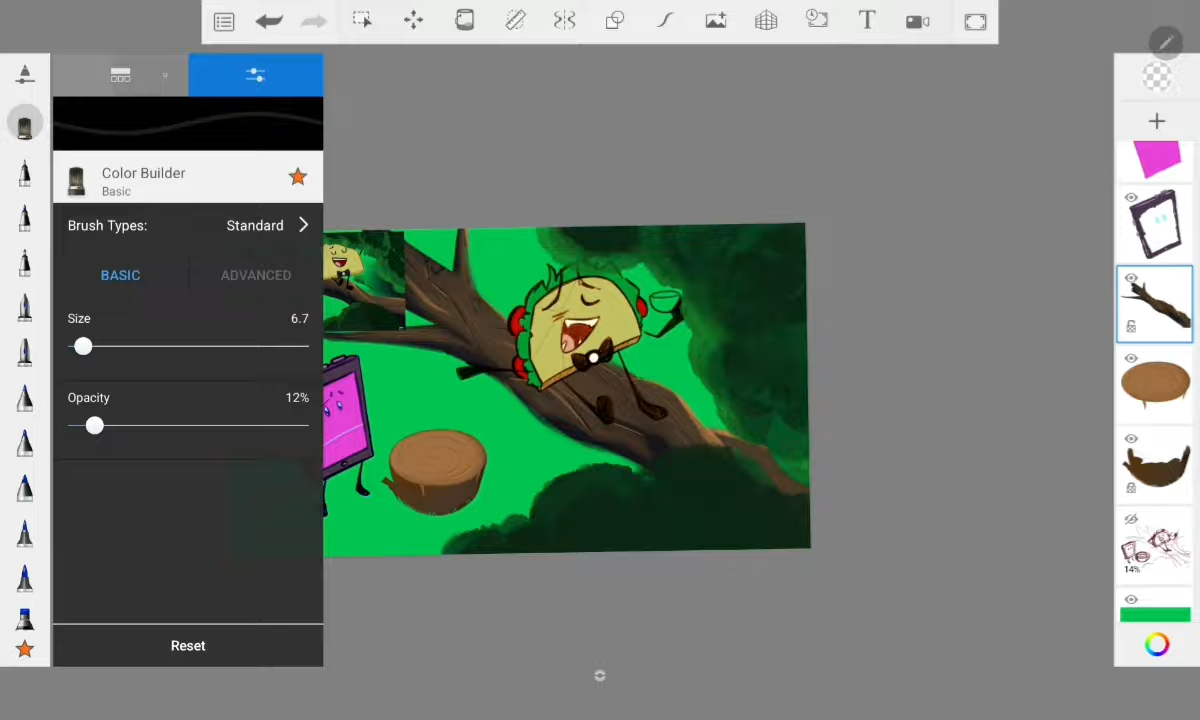 T
Color Builder
Basic
Brush Types: Standard
BASIC ADVANCED
Size 6.7
Opacity 12%
Reset
14%